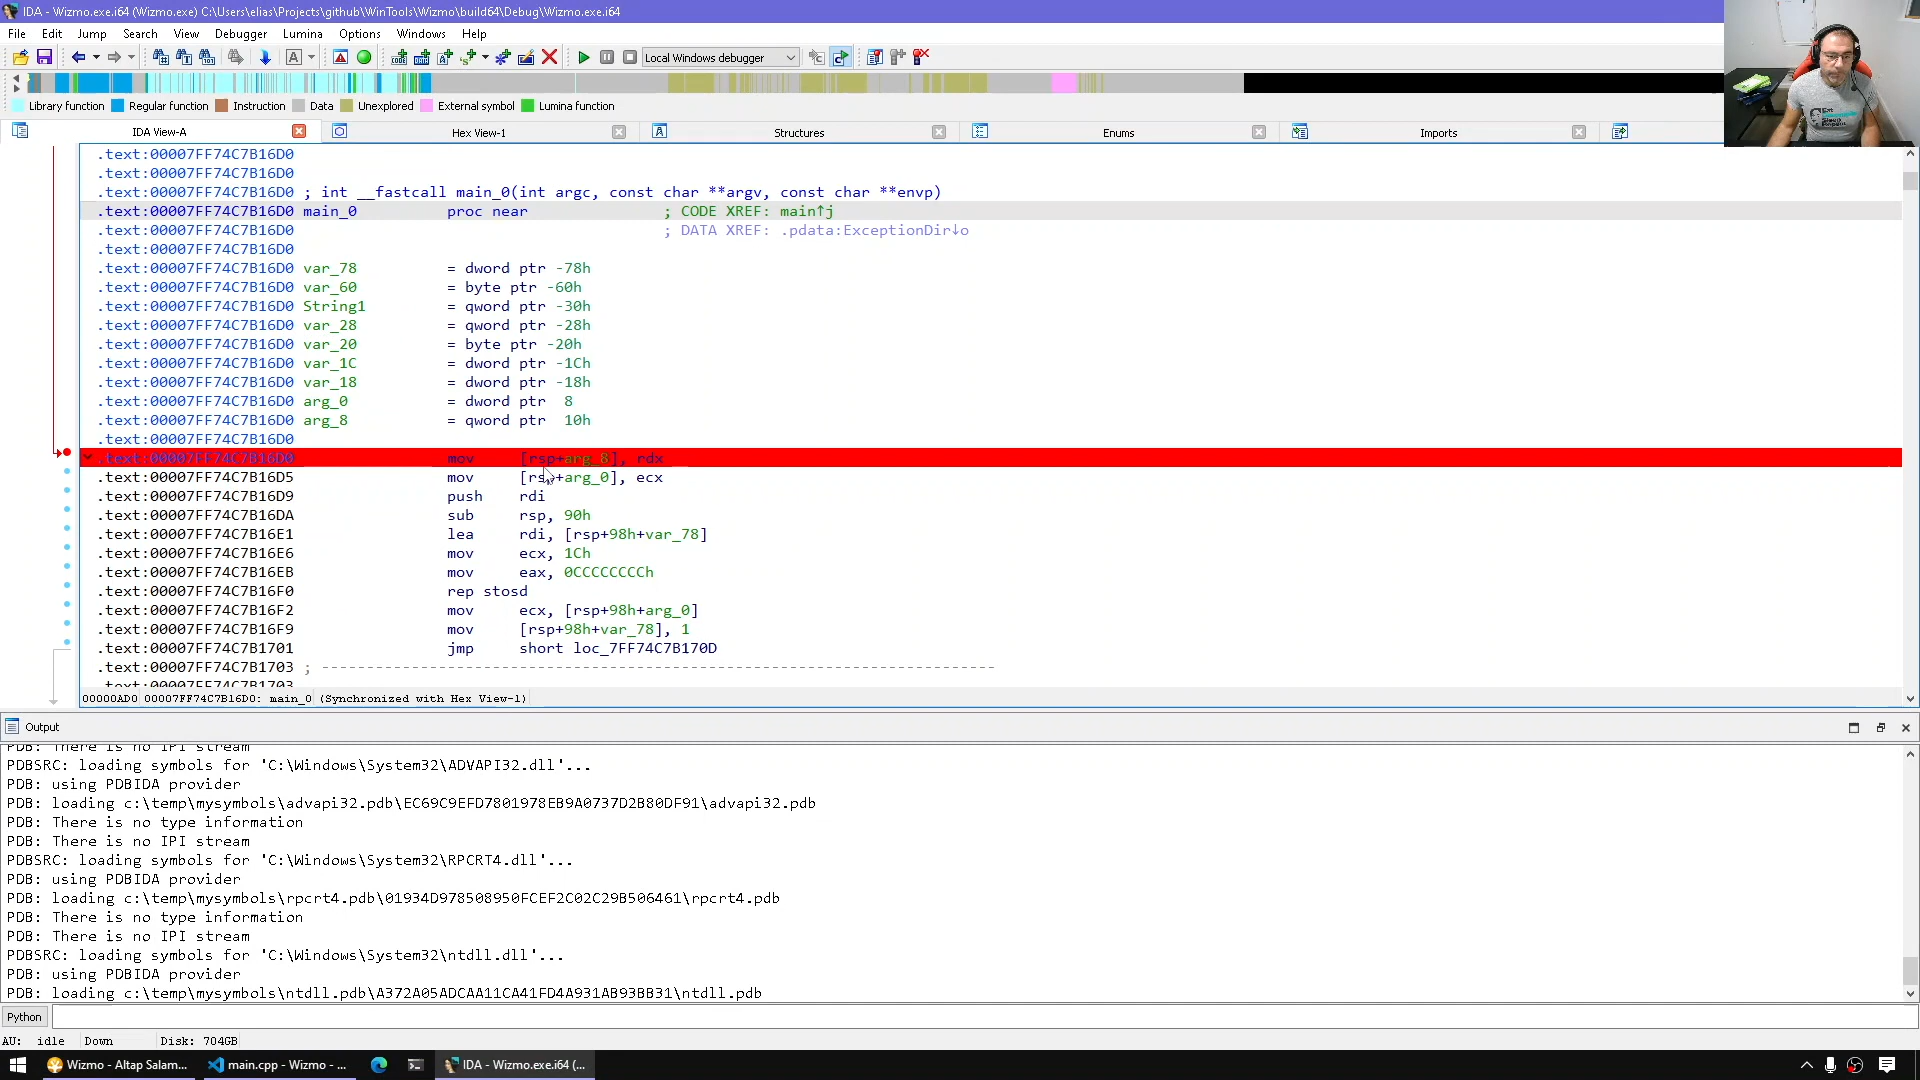 IDA - Wizmo.exe.i64 (Wizmo.exe) C:\Users\elias\Projects\github\WinTools\Wizmo\build64\Debug\Wizmo.exe.i64
File Edit Jump Search View Debugger Lumina Options Windows Help
Local Windows debugger
Library function Regular function Instruction Data Unexplored External symbol Lumina function
IDA View-A Hex View-1 Structures Enums Imports
.text:00007FF74C7B16D0
.text:00007FF74C7B16D0
.text:00007FF74C7B16D0 ; int __fastcall main_0(int argc, const char **argv, const char **envp)
.text:00007FF74C7B16D0 main_0 proc near ; CODE XREF: main↑j
.text:00007FF74C7B16D0 ; DATA XREF: .pdata:ExceptionDir↓o
.text:00007FF74C7B16D0
.text:00007FF74C7B16D0 var_78 = dword ptr -78h
.text:00007FF74C7B16D0 var_60 = byte ptr -60h
.text:00007FF74C7B16D0 String1 = qword ptr -30h
.text:00007FF74C7B16D0 var_28 = qword ptr -28h
.text:00007FF74C7B16D0 var_20 = byte ptr -20h
.text:00007FF74C7B16D0 var_1C = dword ptr -1Ch
.text:00007FF74C7B16D0 var_18 = dword ptr -18h
.text:00007FF74C7B16D0 arg_0 = dword ptr 8
.text:00007FF74C7B16D0 arg_8 = qword ptr 10h
.text:00007FF74C7B16D0
.text:00007FF74C7B16D0 mov [rsp+arg_8], rdx
.text:00007FF74C7B16D5 mov [rsp+arg_0], ecx
.text:00007FF74C7B16D9 push rdi
.text:00007FF74C7B16DA sub rsp, 90h
.text:00007FF74C7B16E1 lea rdi, [rsp+98h+var_78]
.text:00007FF74C7B16E6 mov ecx, 1Ch
.text:00007FF74C7B16EB mov eax, 0CCCCCCCCh
.text:00007FF74C7B16F0 rep stosd
.text:00007FF74C7B16F2 mov ecx, [rsp+98h+arg_0]
.text:00007FF74C7B16F9 mov [rsp+98h+var_78], 1
.text:00007FF74C7B1701 jmp short loc_7FF74C7B170D
.text:00007FF74C7B1703 ; ---------------------------------------------------------------------------
.text:00007FF74C7B1703
00000AD0 00007FF74C7B16D0: main_0 (Synchronized with Hex View-1)
Output
PDB: There is no IPI stream
PDBSRC: loading symbols for 'C:\Windows\System32\ADVAPI32.dll'...
PDB: using PDBIDA provider
PDB: loading c:\temp\mysymbols\advapi32.pdb\EC69C9EFD7801978EB9A0737D2B80DF91\advapi32.pdb
PDB: There is no type information
PDB: There is no IPI stream
PDBSRC: loading symbols for 'C:\Windows\System32\RPCRT4.dll'...
PDB: using PDBIDA provider
PDB: loading c:\temp\mysymbols\rpcrt4.pdb\01934D978508950FCEF2C02C29B506461\rpcrt4.pdb
PDB: There is no type information
PDB: There is no IPI stream
PDBSRC: loading symbols for 'C:\Windows\System32\ntdll.dll'...
PDB: using PDBIDA provider
PDB: loading c:\temp\mysymbols\ntdll.pdb\A372A05ADCAA11CA41FD4A931AB93BB31\ntdll.pdb
Python
AU: idle Down Disk: 704GB
Wizmo - Altap Salam... main.cpp - Wizmo - ... IDA - Wizmo.exe.i64 (...